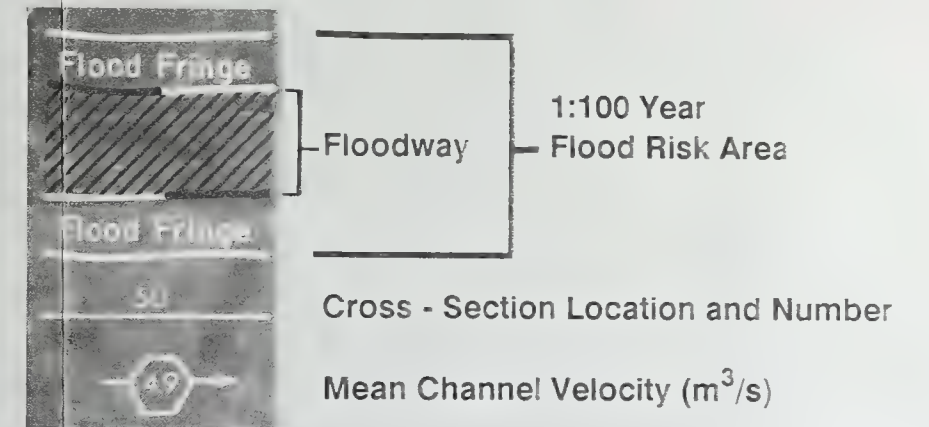 Flood Fringe
Floodway
1:100 Year
Flood Risk Area
Flood Fringe
50
Cross - Section Location and Number
49
Mean Channel Velocity (m³/s)